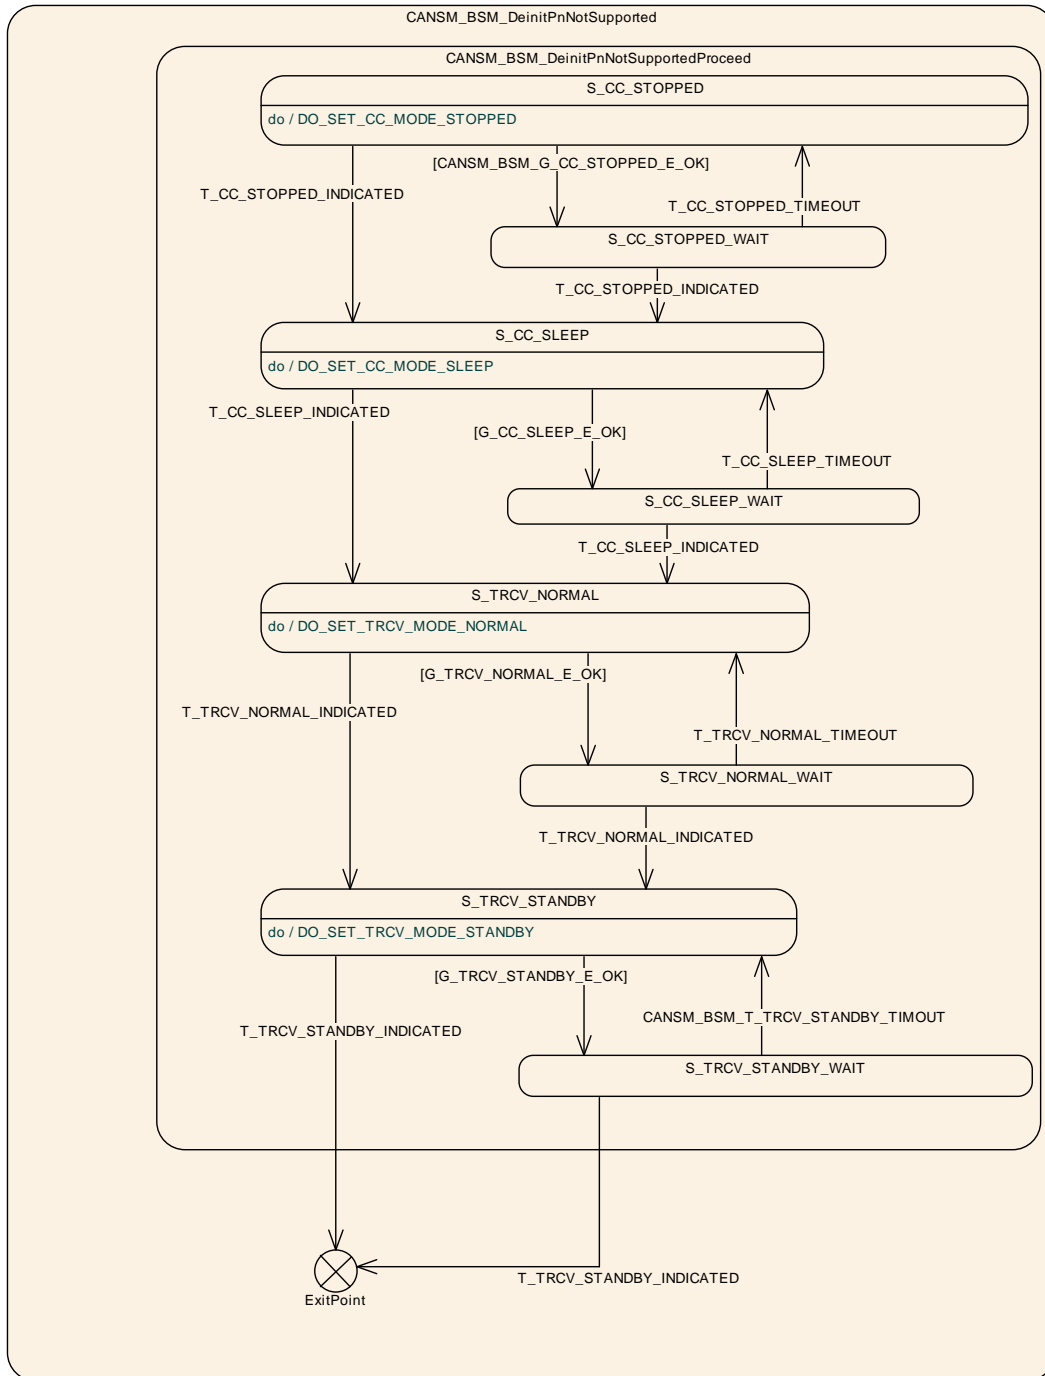 CANSM_BSM_DeinitPnNotSupported
CANSM_BSM_DeinitPnNotSupportedProceed
S_CC_STOPPED
do / DO_SET_CC_MODE_STOPPED
[CANSM_BSM_G_CC_STOPPED_E_OK]
T_CC_STOPPED_INDICATED
T_CC_STOPPED_TIMEOUT
S_CC_STOPPED_WAIT
T_CC_STOPPED_INDICATED
S_CC_SLEEP
do / DO_SET_CC_MODE_SLEEP
T_CC_SLEEP_INDICATED
[G_CC_SLEEP_E_OK]
T_CC_SLEEP_TIMEOUT
S_CC_SLEEP_WAIT
T_CC_SLEEP_INDICATED
S_TRCV_NORMAL
do / DO_SET_TRCV_MODE_NORMAL
[G_TRCV_NORMAL_E_OK]
T_TRCV_NORMAL_INDICATED
T_TRCV_NORMAL_TIMEOUT
S_TRCV_NORMAL_WAIT
T_TRCV_NORMAL_INDICATED
S_TRCV_STANDBY
do / DO_SET_TRCV_MODE_STANDBY
[G_TRCV_STANDBY_E_OK]
CANSM_BSM_T_TRCV_STANDBY_TIMOUT
T_TRCV_STANDBY_INDICATED
S_TRCV_STANDBY_WAIT
T_TRCV_STANDBY_INDICATED
ExitPoint